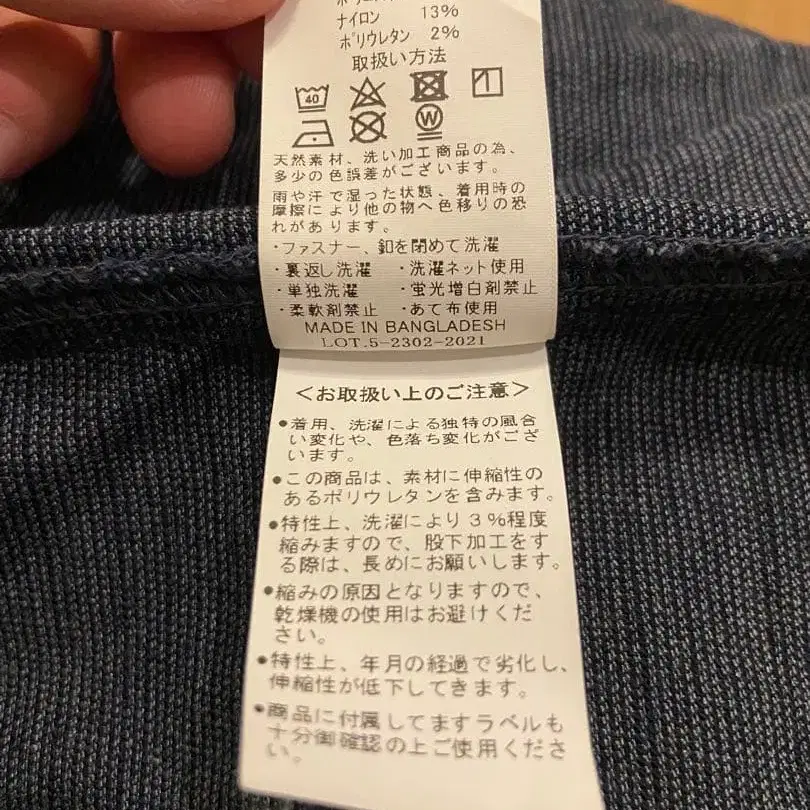 ナイロン 13%
ポリウレタン 2%
取扱い方法
40
W
天然素材、洗い加工商品の為、
多少の色誤差がございます。
雨や汗で湿った状態、着用時の
摩擦により他の物へ色移りの恐
れがあります。
・ファスナー、釦を閉めて洗濯
・裏返し洗濯 ・洗濯ネット使用
・単独洗濯 ・蛍光増白剤禁止
・柔軟剤禁止 ・あて布使用
MADE IN BANGLADESH
LOT.5-2302-2021
＜お取扱い上のご注意＞
●着用、洗濯による独特の風合
い変化や、色落ち変化がござ
います。
●この商品は、素材に伸縮性の
あるポリウレタンを含みます。
●特性上、洗濯により3%程度
縮みますので、股下加工をす
る際は、長めにお願いします。
●縮みの原因となりますので、
乾燥機の使用はお避けくだ
さい。
●特性上、年月の経過で劣化し、
伸縮性が低下してきます。
●商品に付属してますラベルも
十分御確認の上ご使用くださ
い。